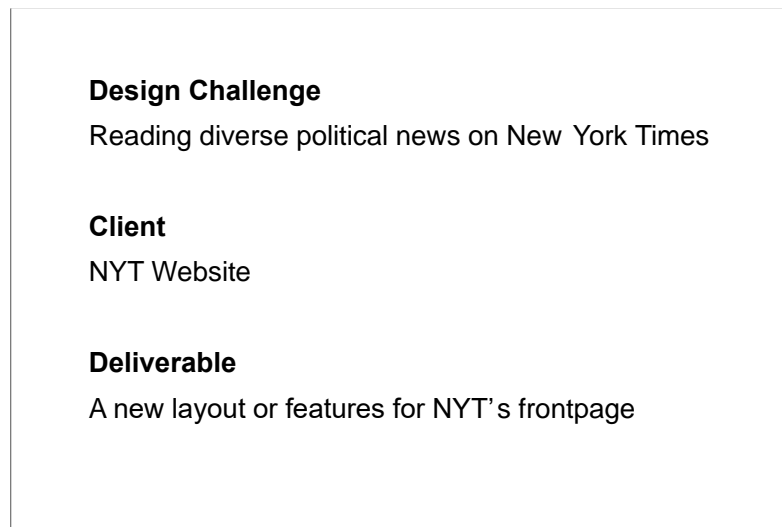 Design Challenge
Reading diverse political news on New York Times
Client
NYT Website
Deliverable
A new layout or features for NYT’s frontpage